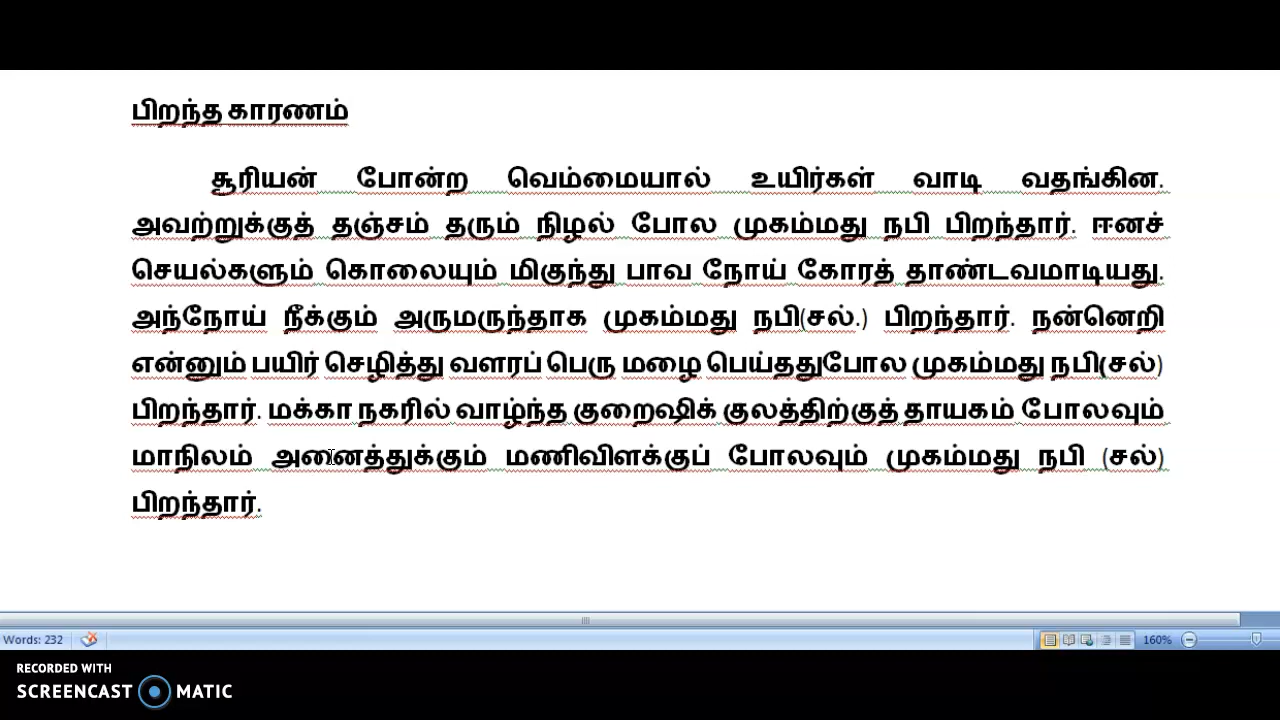 பிறந்த காரணம்
சூரியன் போன்ற வெம்மையால் உயிர்கள் வாடி வதங்கின.
அவற்றுக்குத் தஞ்சம் தரும் நிழல் போல முகம்மது நபி பிறந்தார். ஈனச்
செயல்களும் கொலையும் மிகுந்து பாவ நோய் கோரத் தாண்டவமாடியது.
அந்நோய் நீக்கும் அருமருந்தாக முகம்மது நபி(சல்.) பிறந்தார். நன்னெறி
என்னும் பயிர் செழித்து வளரப் பெரு மழை பெய்ததுபோல முகம்மது நபி(சல்)
பிறந்தார். மக்கா நகரில் வாழ்ந்த குறைஷிக் குலத்திற்குத் தாயகம் போலவும்
மாநிலம் அனைத்துக்கும் மணிவிளக்குப் போலவும் முகம்மது நபி (சல்)
பிறந்தார்.
Words: 232 160%
RECORDED WITH
SCREENCAST MATIC